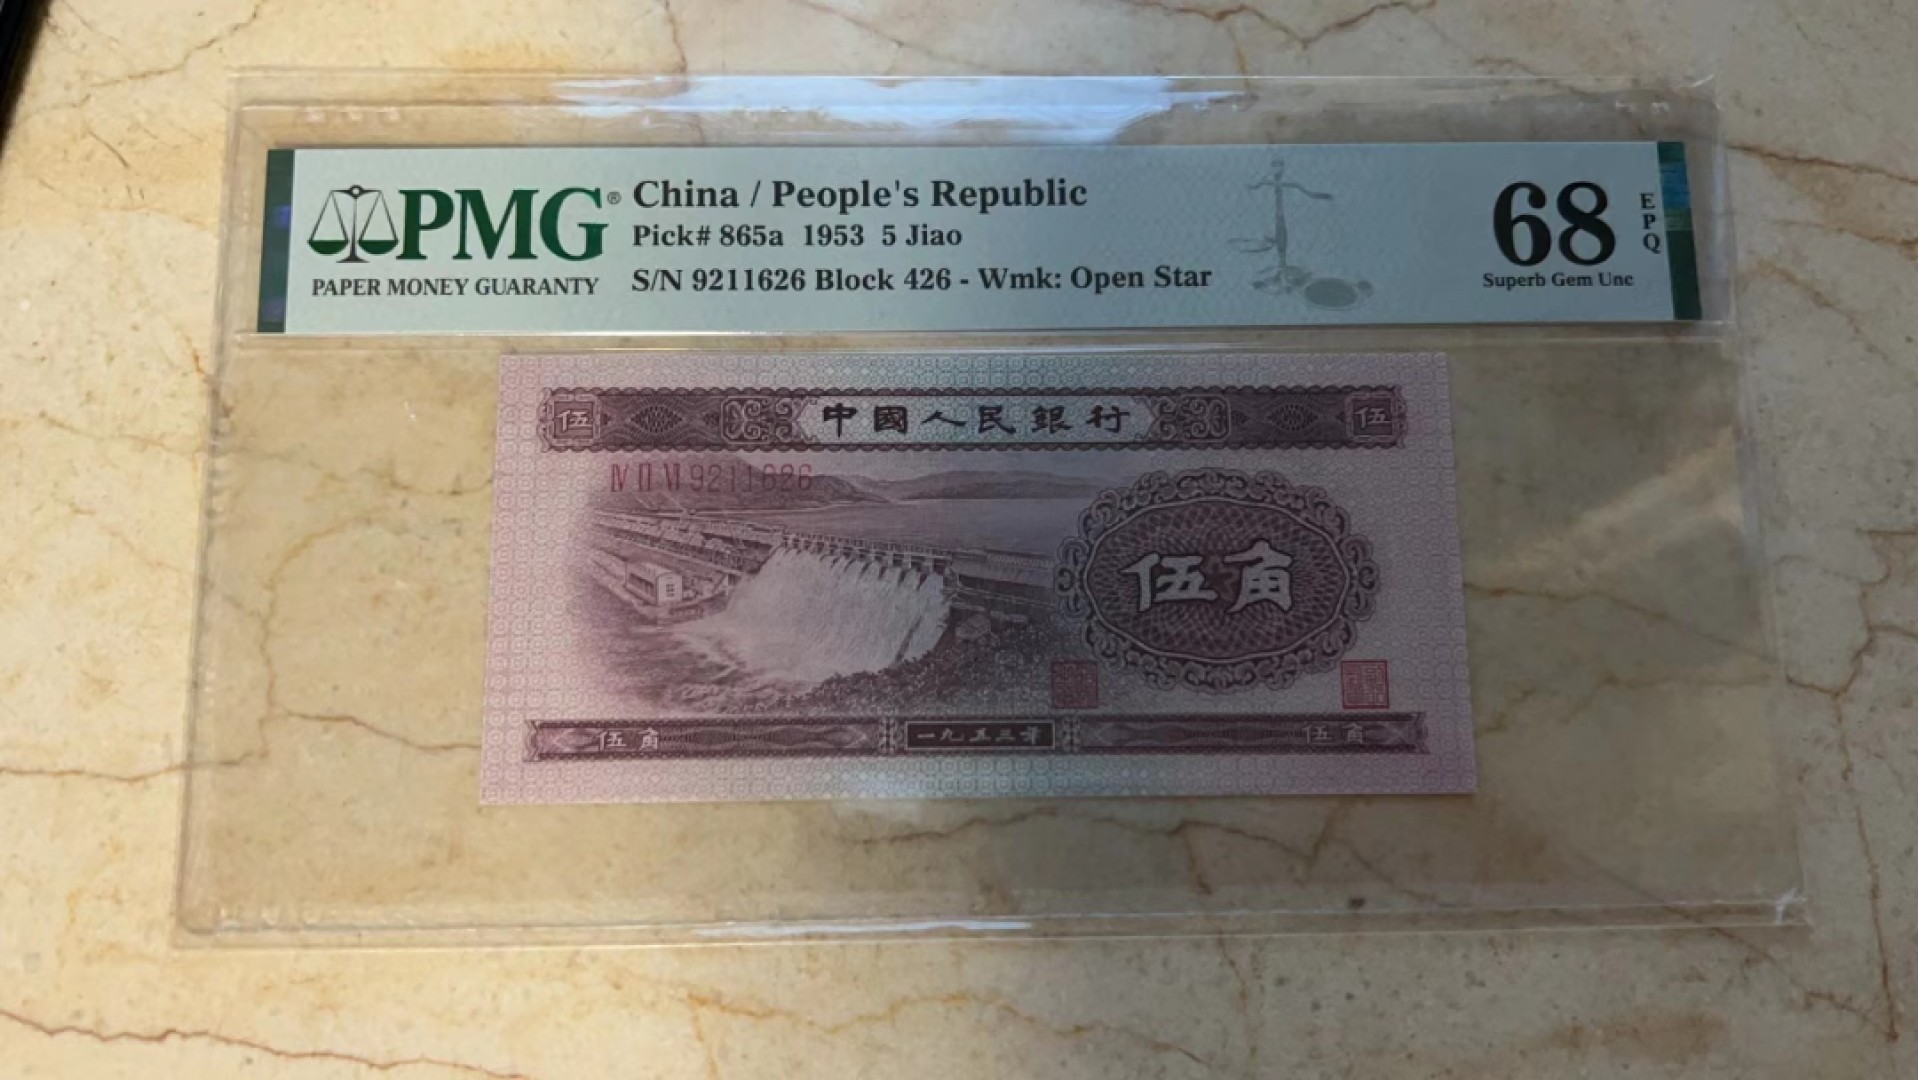 PMG®
PAPER MONEY GUARANTY
China / People's Republic
Pick# 865a 1953 5 Jiao
S/N 9211626 Block 426 - Wmk: Open Star
68
EPQ
Superb Gem Unc
伍 中國人民銀行 伍
IV II VI 9211626
伍角
伍角 一九五三年 伍角